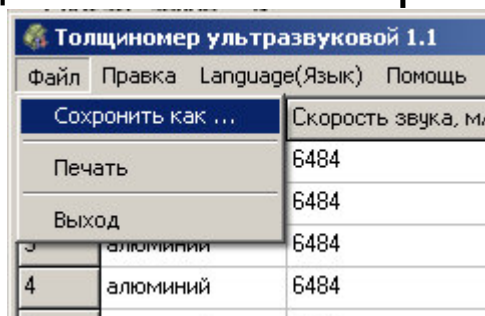 Толщиномер ультразвуковой 1.1
Файл Правка Language(Язык) Помощь
Сохронить как ...
Скорость звука, м
Печать
6484
6484
Выход
3 алюминий 6484
4 алюминий 6484